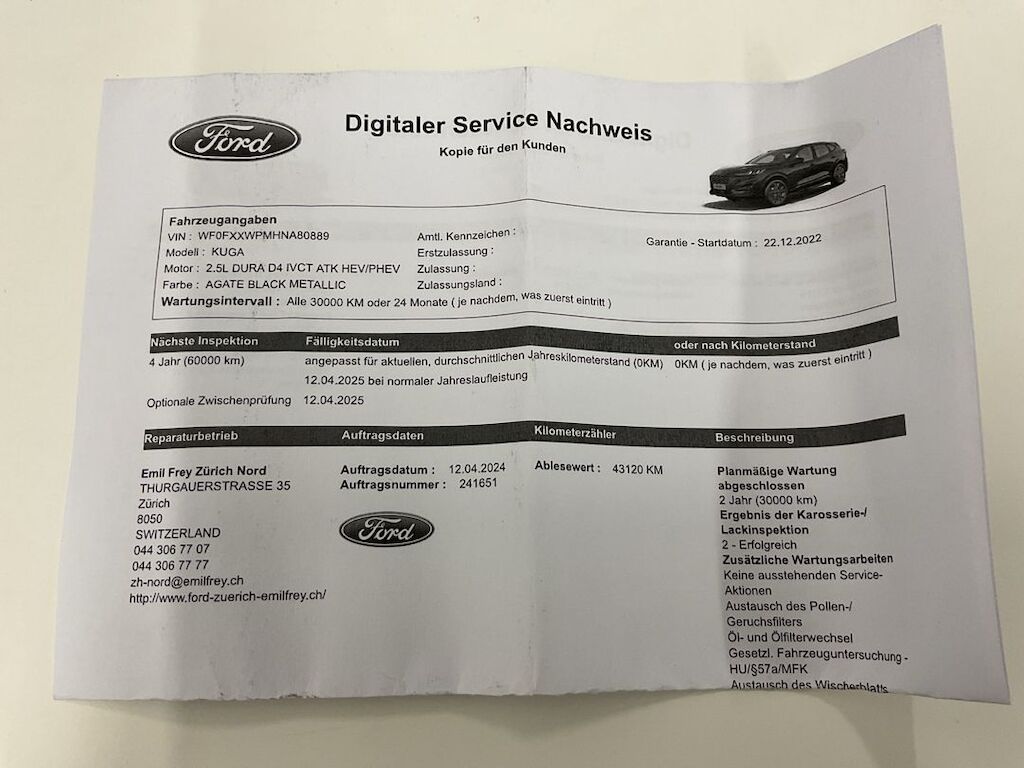 Ford
Digitaler Service Nachweis
Kopie für den Kunden
Fahrzeugangaben
VIN : WF0FXXWPMHNA80889
Modell : KUGA
Motor : 2.5L DURA D4 IVCT ATK HEV/PHEV
Farbe : AGATE BLACK METALLIC
Amtl. Kennzeichen :
Erstzulassung :
Zulassung :
Zulassungsland :
Garantie - Startdatum : 22.12.2022
Wartungsintervall : Alle 30000 KM oder 24 Monate ( je nachdem, was zuerst eintritt )
Nächste Inspektion Fälligkeitsdatum oder nach Kilometerstand
4 Jahr (60000 km) angepasst für aktuellen, durchschnittlichen Jahreskilometerstand (0KM) 0KM ( je nachdem, was zuerst eintritt )
12.04.2025 bei normaler Jahreslaufleistung
Optionale Zwischenprüfung 12.04.2025
Reparaturbetrieb Auftragsdaten Kilometerzähler Beschreibung
Emil Frey Zürich Nord
THURGAUERSTRASSE 35
Zürich
8050
SWITZERLAND
044 306 77 07
044 306 77 77
zh-nord@emilfrey.ch
http://www.ford-zuerich-emilfrey.ch/
Auftragsdatum : 12.04.2024
Auftragsnummer : 241651
Ford
Ablesewert : 43120 KM
Planmäßige Wartung
abgeschlossen
2 Jahr (30000 km)
Ergebnis der Karosserie-/
Lackinspektion
2 - Erfolgreich
Zusätzliche Wartungsarbeiten
Keine ausstehenden Service-
Aktionen
Austausch des Pollen-/
Geruchsfilters
Öl- und Ölfilterwechsel
Gesetzl. Fahrzeuguntersuchung -
HU/§57a/MFK
Austausch des Wischerblatts